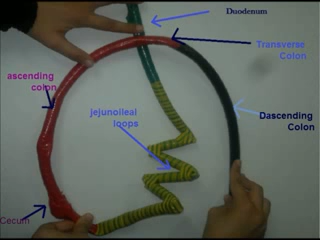 Duodenum
Transverse
Colon
ascending
colon
jejunoileal
loops
Dascending
Colon
Cecum